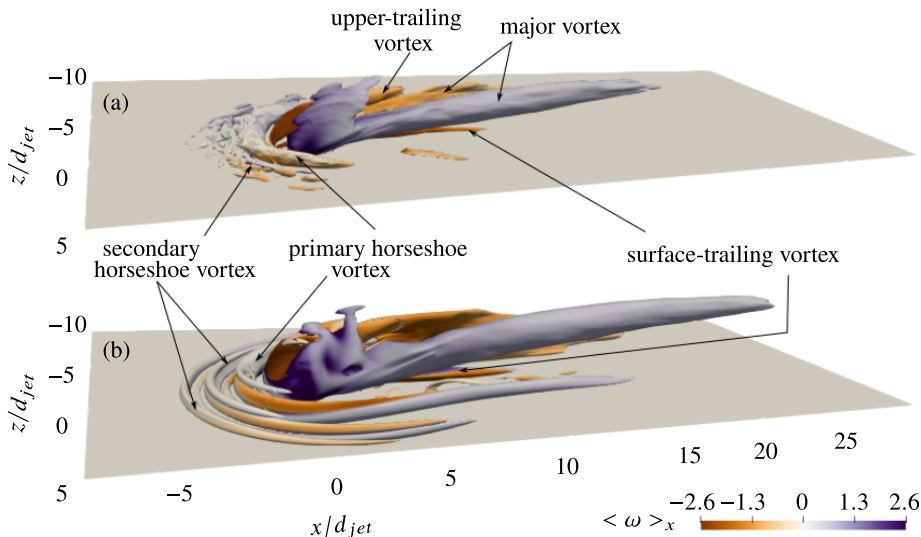 upper-trailing
vortex
major vortex
−10
(a)
−5
z/d_jet
0
5
secondary
horseshoe vortex
primary horseshoe
vortex
surface-trailing vortex
−10
(b)
−5
z/d_jet
0
5
−5
0
5
10
15
20
25
x/d_jet
−2.6 −1.3 0 1.3 2.6
< ω >_x